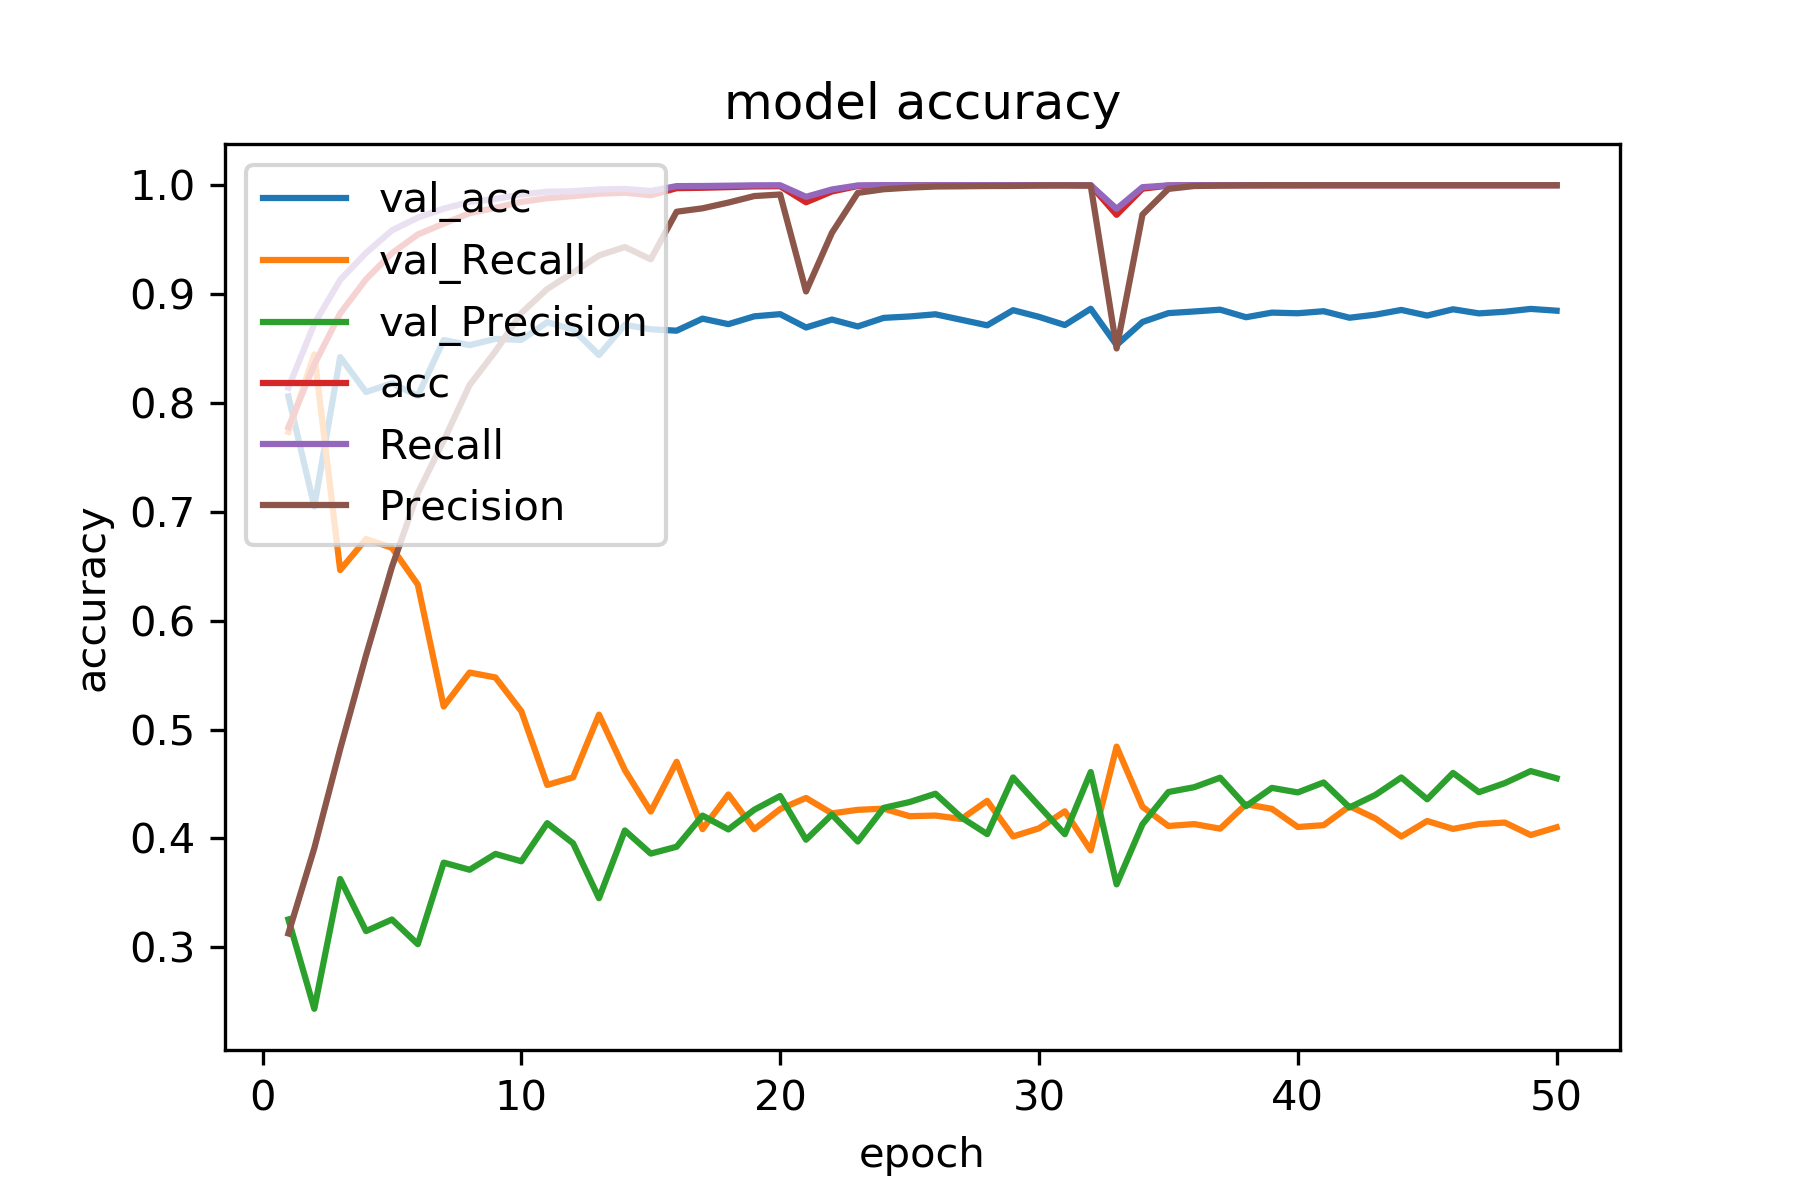 model accuracy
val_acc
val_Recall
val_Precision
acc
Recall
Precision
accuracy
1.0
0.9
0.8
0.7
0.6
0.5
0.4
0.3
0 10 20 30 40 50
epoch